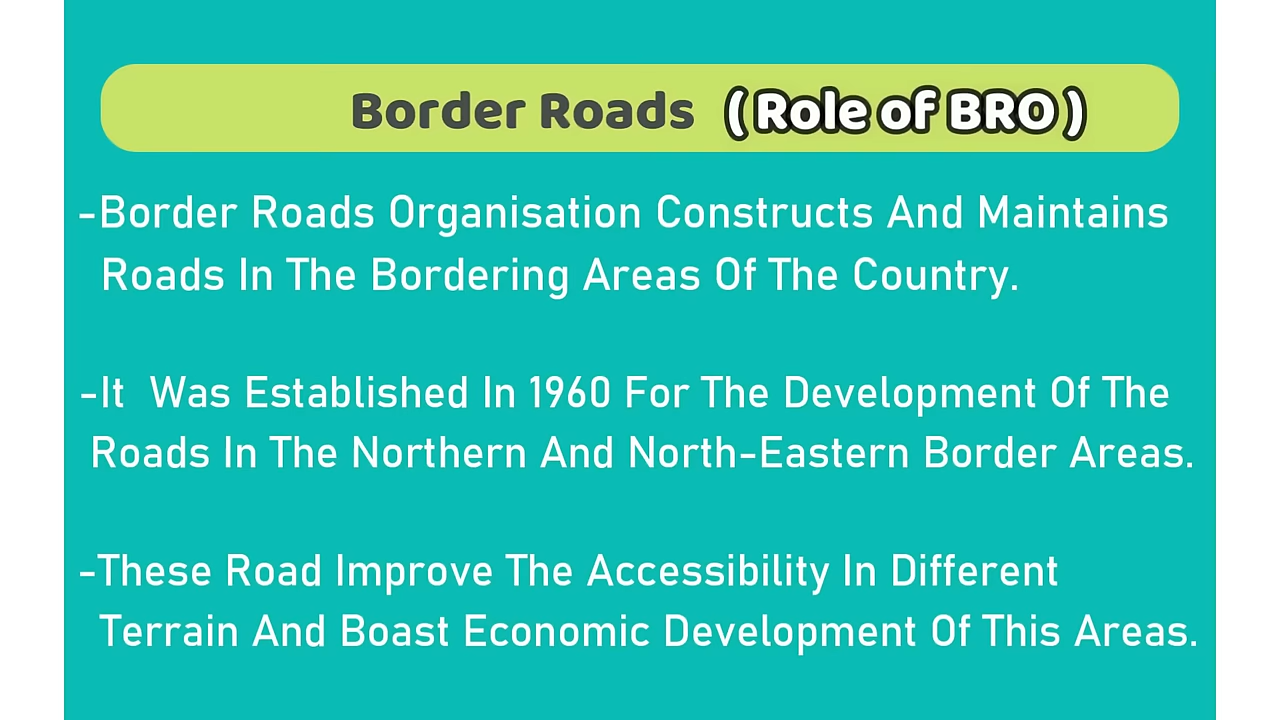 Border Roads (Role of BRO)
-Border Roads Organisation Constructs And Maintains
Roads In The Bordering Areas Of The Country.
-It Was Established In 1960 For The Development Of The
Roads In The Northern And North-Eastern Border Areas.
-These Road Improve The Accessibility In Different
Terrain And Boast Economic Development Of This Areas.